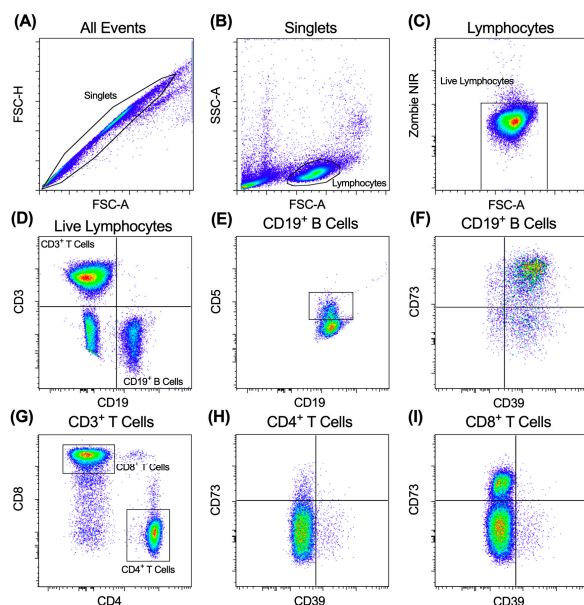 (A) All Events
FSC-H
Singlets
FSC-A
(B) Singlets
SSC-A
Lymphocytes
FSC-A
(C) Lymphocytes
Zombie NIR
Live Lymphocytes
FSC-A
(D) Live Lymphocytes
CD3⁺ T Cells
CD3
CD19⁺ B Cells
CD19
(E) CD19⁺ B Cells
CD5
CD19
(F) CD19⁺ B Cells
CD73
CD39
(G) CD3⁺ T Cells
CD8
CD8⁺ T Cells
CD4⁺ T Cells
CD4
(H) CD4⁺ T Cells
CD73
CD39
(I) CD8⁺ T Cells
CD73
CD39